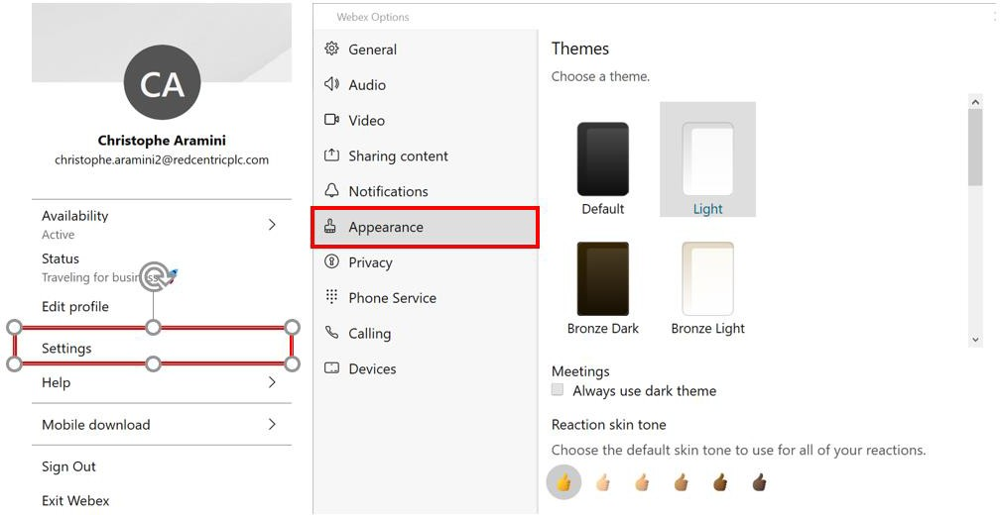 CA
Christophe Aramini
christophe.aramini2@redcentricplc.com
Availability
Active
Status
Traveling for business
Edit profile
Settings
Help
Mobile download
Sign Out
Exit Webex
Webex Options
General
Audio
Video
Sharing content
Notifications
Appearance
Privacy
Phone Service
Calling
Devices
Themes
Choose a theme.
Default
Light
Bronze Dark
Bronze Light
Meetings
Always use dark theme
Reaction skin tone
Choose the default skin tone to use for all of your reactions.